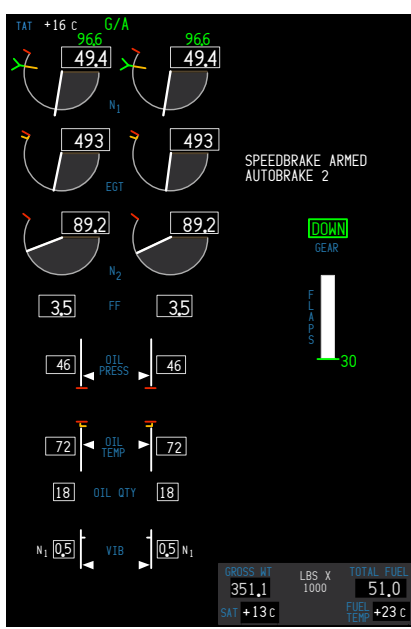 TAT +16 c G/A
96.6 96.6
49.4 49.4
N1
493 493
EGT
SPEEDBRAKE ARMED
AUTOBRAKE 2
89.2 89.2
N2
DOWN
GEAR
3.5 FF 3.5
FLAPS
30
46 OIL PRESS 46
72 OIL TEMP 72
18 OIL QTY 18
N1 0.5 VIB 0.5 N1
GROSS WT LBS X 1000 TOTAL FUEL
351.1 51.0
SAT +13 c FUEL TEMP +23 c